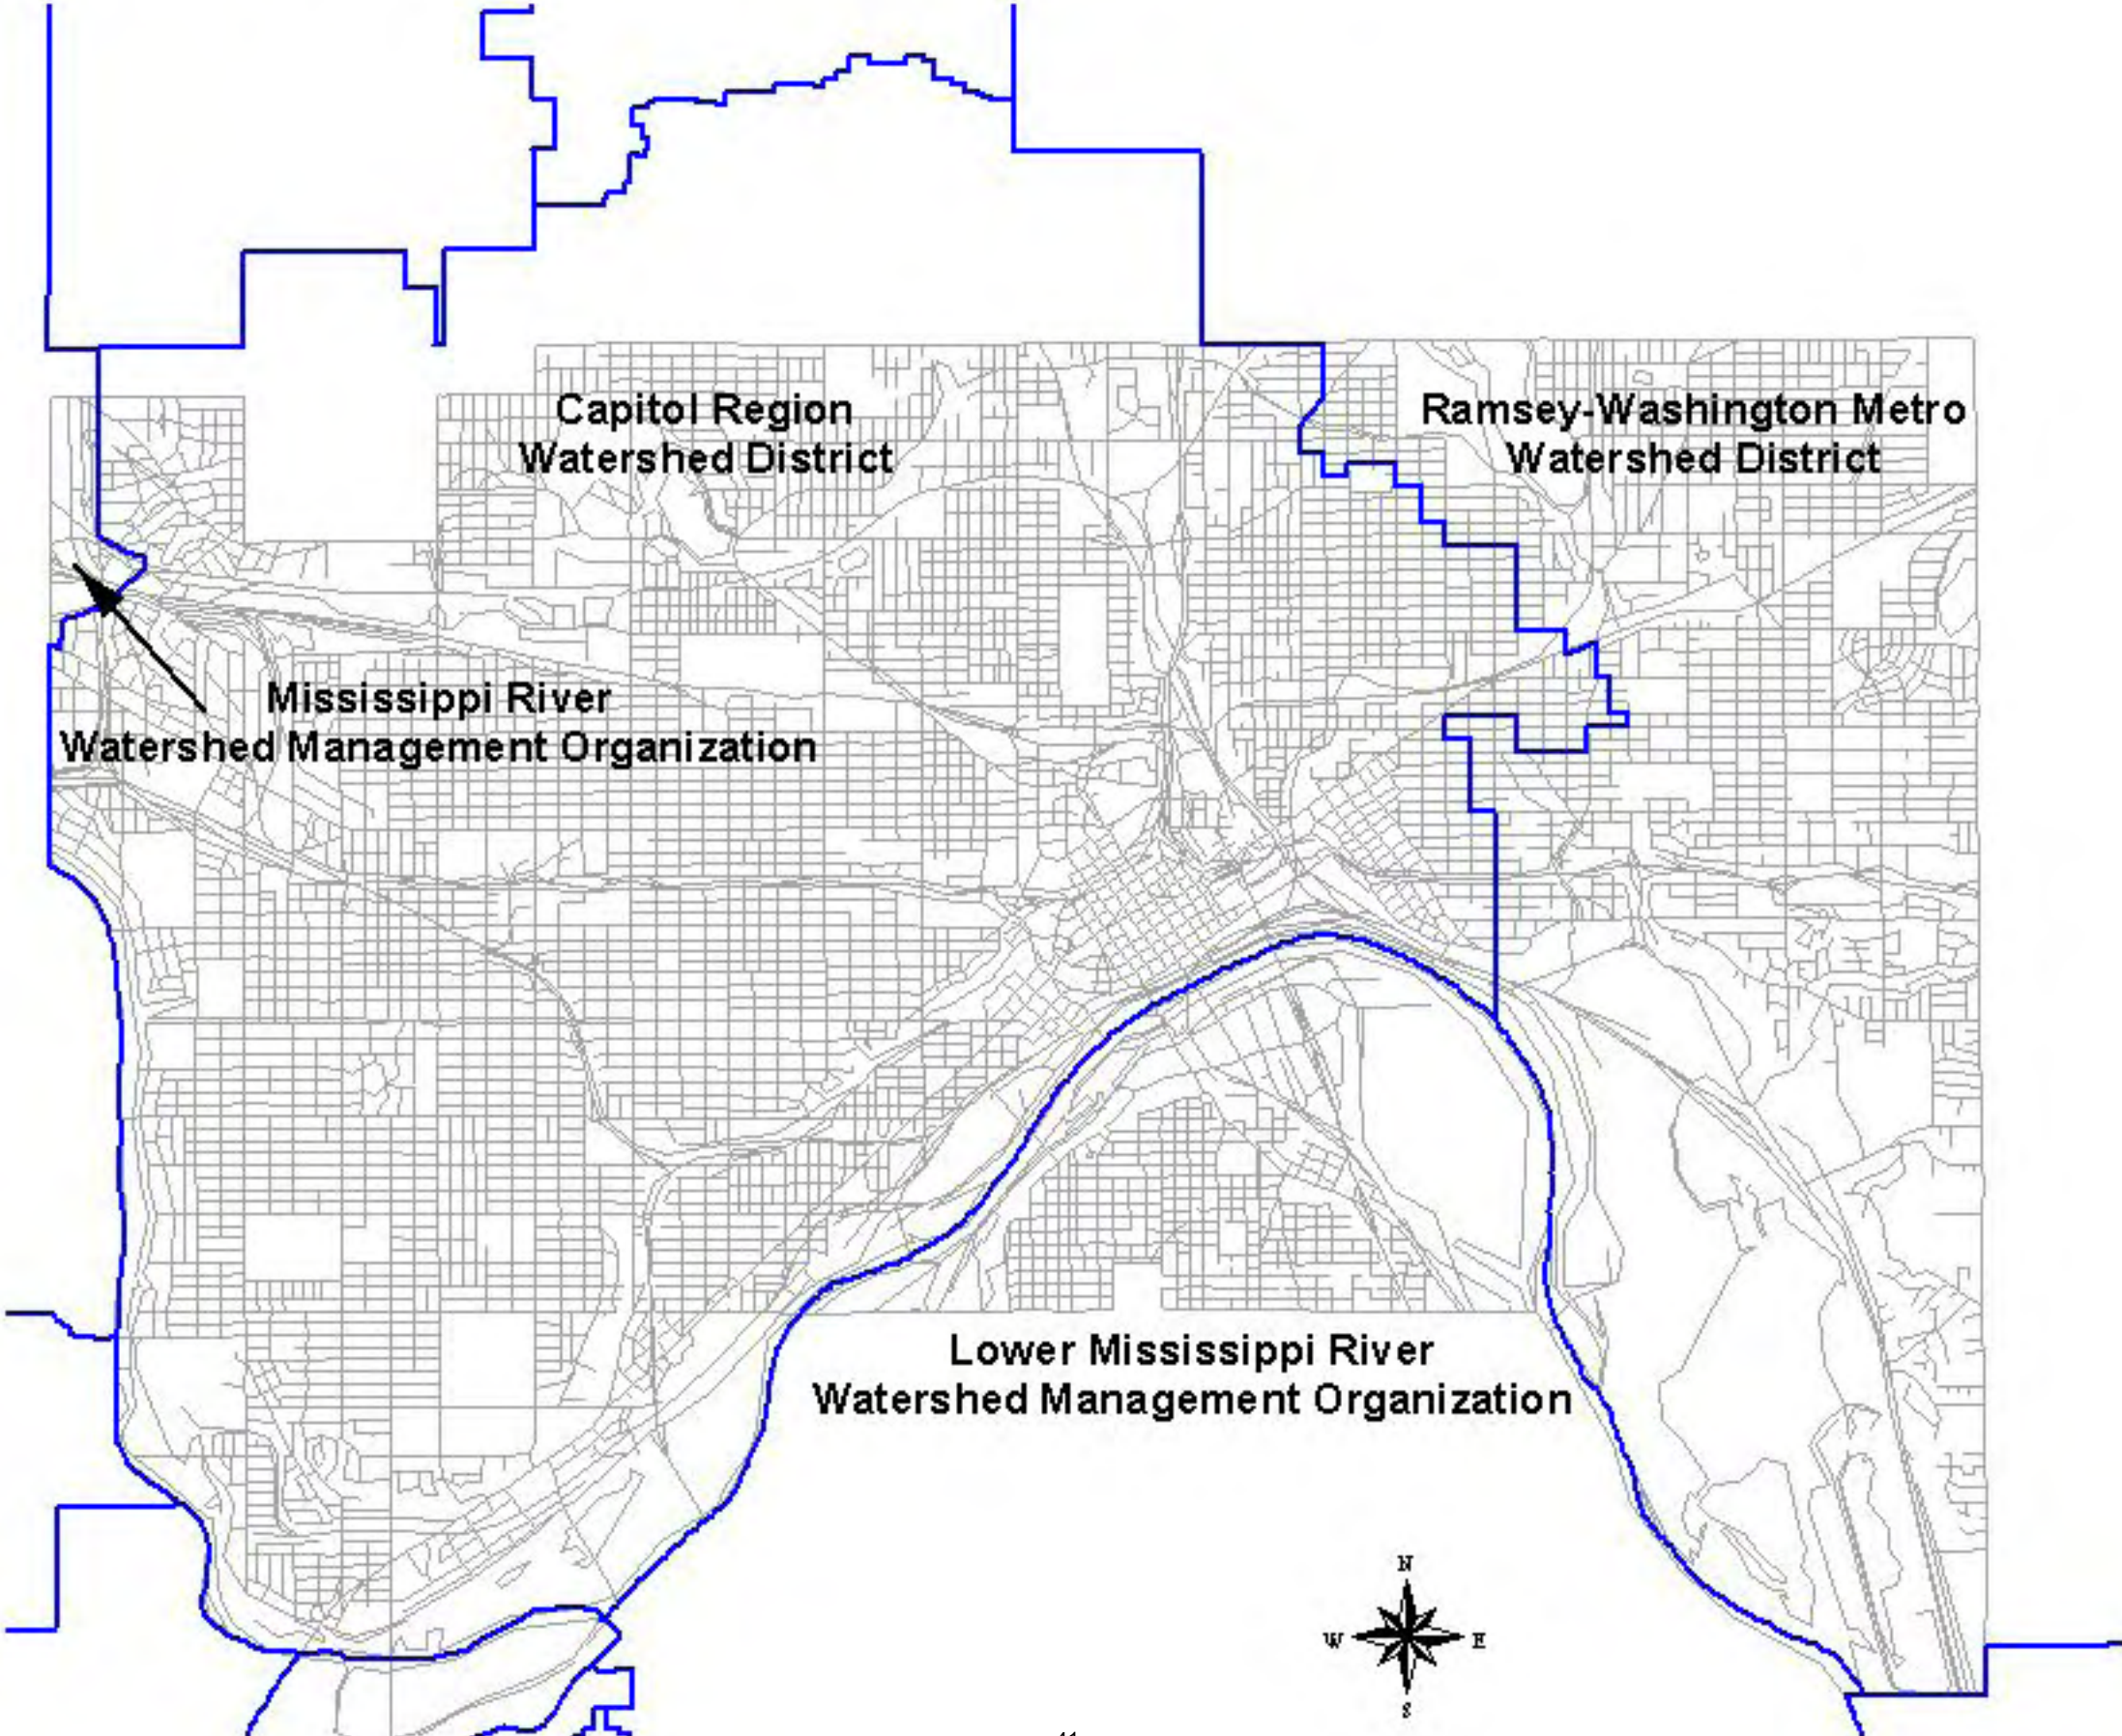 Capitol Region
Watershed District
Ramsey-Washington Metro
Watershed District
Mississippi River
Watershed Management Organization
Lower Mississippi River
Watershed Management Organization
N
W E
S